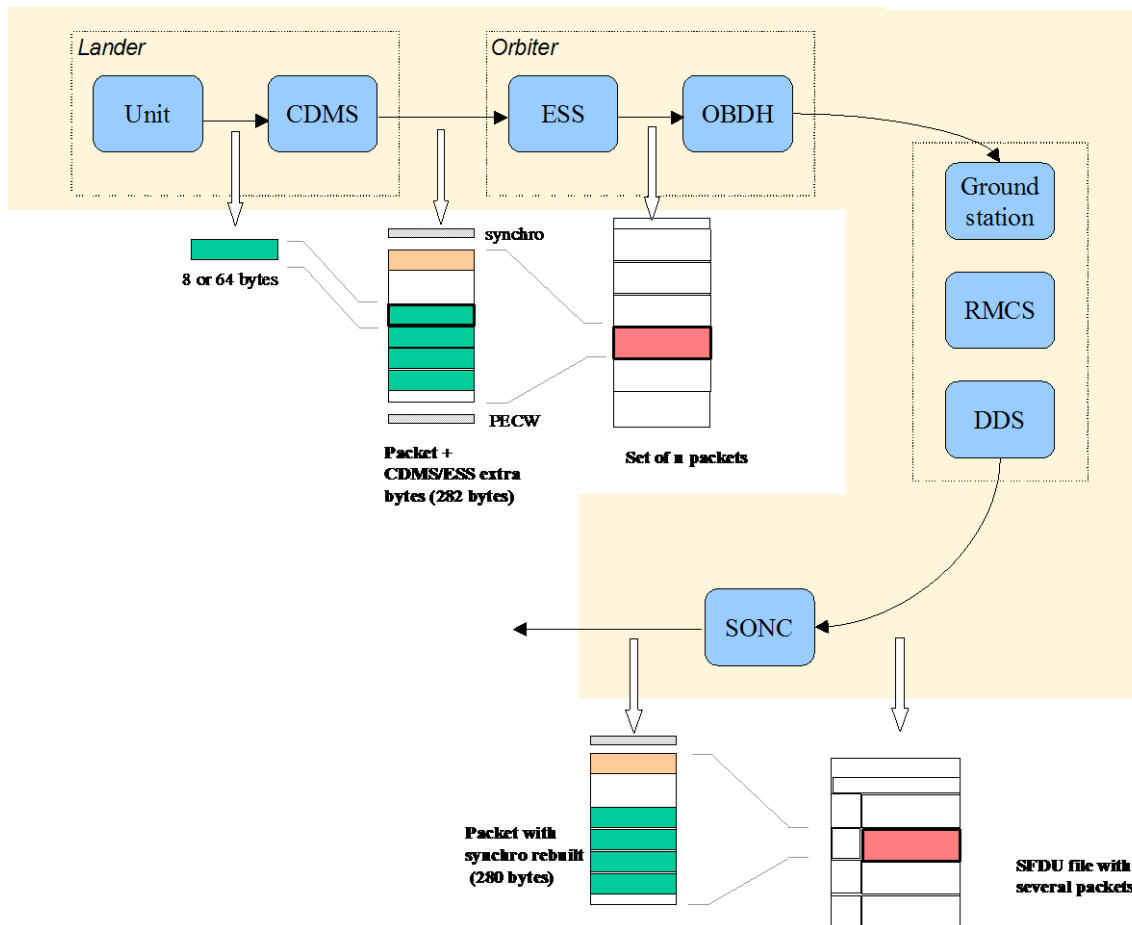 Lander
Orbiter
Unit
CDMS
ESS
OBDH
Ground
station
RMCS
DDS
8 or 64 bytes
synchro
PECW
Packet +
CDMS/ESS extra
bytes (282 bytes)
Set of n packets
SONC
Packet with
synchro rebuilt
(280 bytes)
SFDU file with
several packets